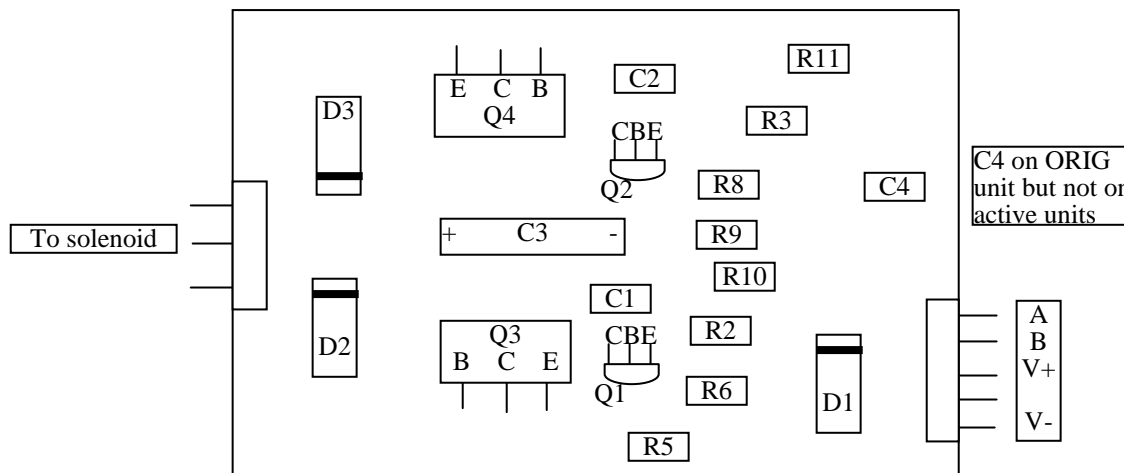 R11
C2
E C B
Q4
D3
R3
CBE
Q2
R8
C4
C4 on ORIG
unit but not on
active units
To solenoid
+ C3 -
R9
R10
C1
Q3
B C E
D2
CBE
Q1
R2
R6
R5
D1
A
B
V+
V-